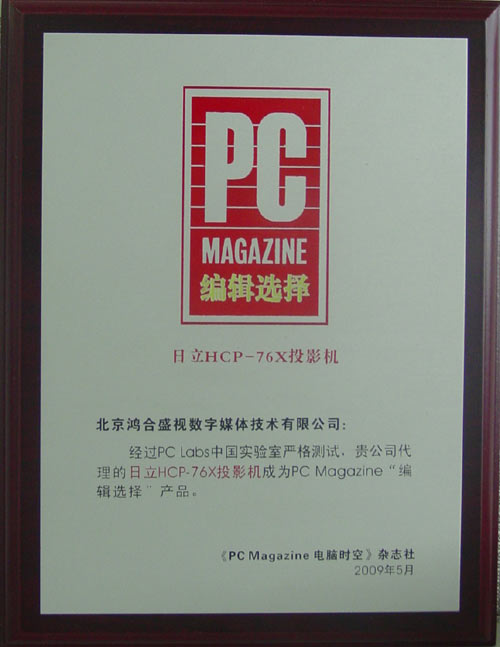 PC
MAGAZINE
编辑选择
日立HCP-76X投影机
北京鸿合盛视数字媒体技术有限公司：
经过PC Labs中国实验室严格测试，贵公司代
理的日立HCP-76X投影机成为PC Magazine“编
辑选择”产品。
《PC Magazine 电脑时空》杂志社
2009年5月